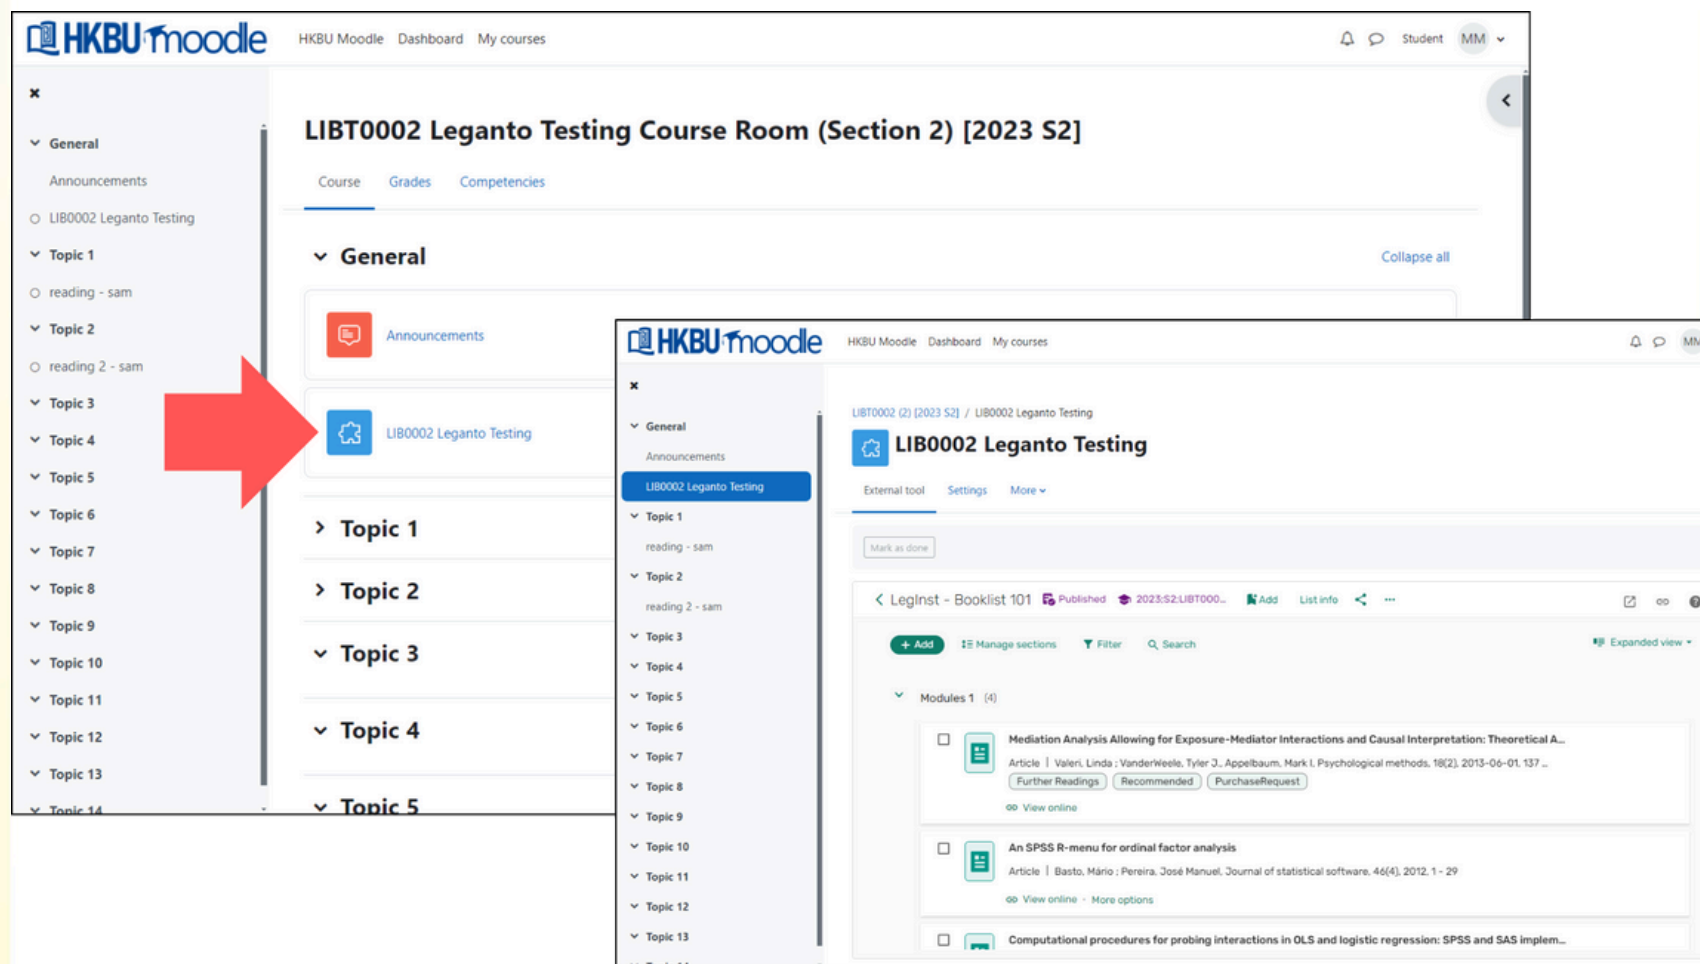 HKBU moodle
HKBU Moodle Dashboard My courses
Student MM
General
Announcements
LIB0002 Leganto Testing
Topic 1
reading - sam
Topic 2
reading 2 - sam
Topic 3
Topic 4
Topic 5
Topic 6
Topic 7
Topic 8
Topic 9
Topic 10
Topic 11
Topic 12
Topic 13
Topic 14
LIBT0002 Leganto Testing Course Room (Section 2) [2023 S2]
Course Grades Competencies
General
Collapse all
Announcements
LIB0002 Leganto Testing
Topic 1
Topic 2
Topic 3
Topic 4
Topic 5
HKBU moodle
HKBU Moodle Dashboard My courses
MM
General
Announcements
LIB0002 Leganto Testing
Topic 1
reading - sam
Topic 2
reading 2 - sam
Topic 3
Topic 4
Topic 5
Topic 6
Topic 7
Topic 8
Topic 9
Topic 10
Topic 11
Topic 12
Topic 13
LIBT0002 (2) [2023 S2] / LIB0002 Leganto Testing
LIB0002 Leganto Testing
External tool Settings More
Mark as done
LegInst - Booklist 101 Published 2023:S2:LIBT000... Add List info ...
+ Add Manage sections Filter Search
Expanded view
Modules 1 (4)
Mediation Analysis Allowing for Exposure-Mediator Interactions and Causal Interpretation: Theoretical A...
Article | Valeri, Linda ; VanderWeele, Tyler J., Appelbaum, Mark I. Psychological methods, 18(2), 2013-06-01, 137 ...
Further Readings Recommended PurchaseRequest
View online
An SPSS R-menu for ordinal factor analysis
Article | Basto, Mário ; Pereira, José Manuel, Journal of statistical software, 46(4), 2012, 1 - 29
View online · More options
Computational procedures for probing interactions in OLS and logistic regression: SPSS and SAS implem...